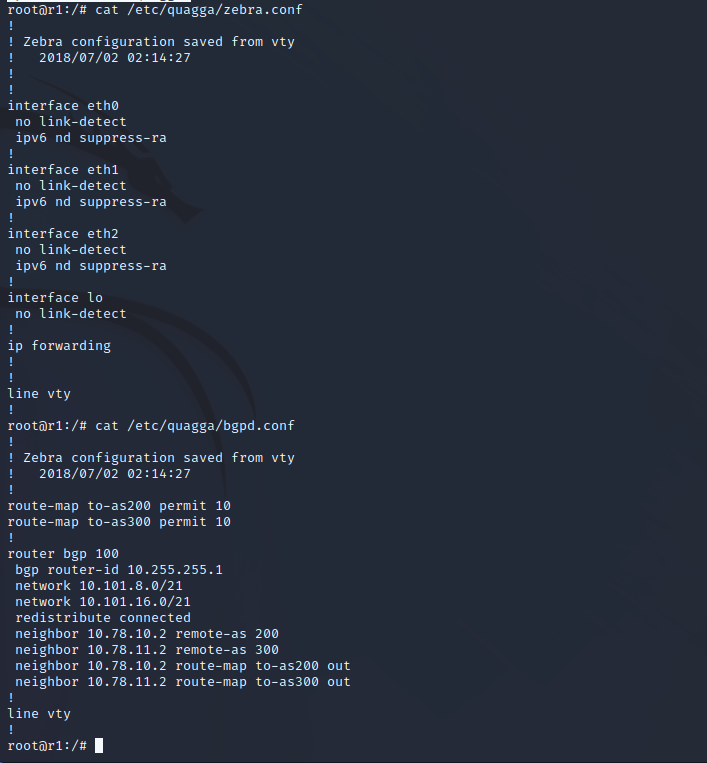 root@r1:/# cat /etc/quagga/zebra.conf
!
! Zebra configuration saved from vty
!   2018/07/02 02:14:27
!
!
interface eth0
 no link-detect
 ipv6 nd suppress-ra
!
interface eth1
 no link-detect
 ipv6 nd suppress-ra
!
interface eth2
 no link-detect
 ipv6 nd suppress-ra
!
interface lo
 no link-detect
!
ip forwarding
!
!
line vty
!
root@r1:/# cat /etc/quagga/bgpd.conf
!
! Zebra configuration saved from vty
!   2018/07/02 02:14:27
!
route-map to-as200 permit 10
route-map to-as300 permit 10
!
router bgp 100
 bgp router-id 10.255.255.1
 network 10.101.8.0/21
 network 10.101.16.0/21
 redistribute connected
 neighbor 10.78.10.2 remote-as 200
 neighbor 10.78.11.2 remote-as 300
 neighbor 10.78.10.2 route-map to-as200 out
 neighbor 10.78.11.2 route-map to-as300 out
!
line vty
!
root@r1:/#